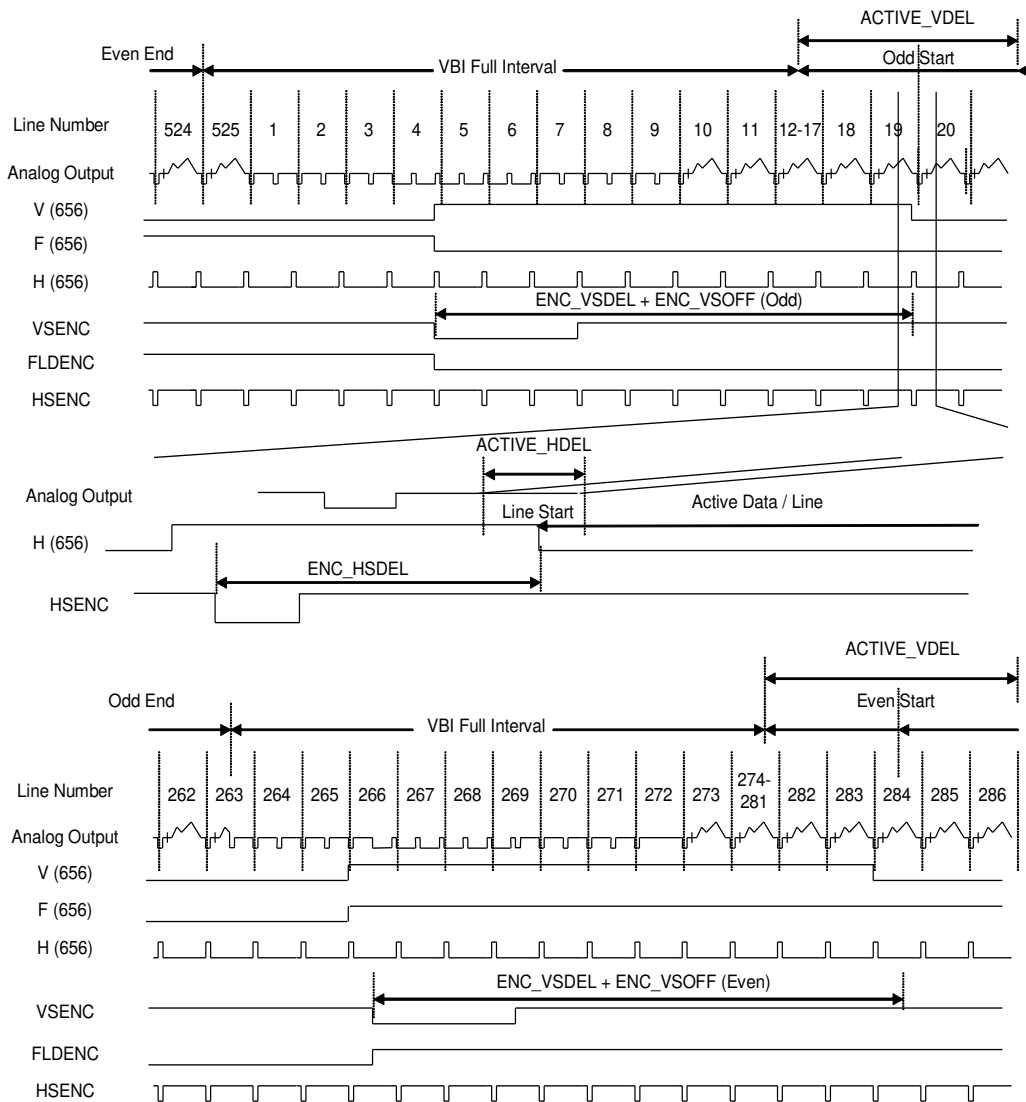 ACTIVE_VDEL
Even End
VBI Full Interval
Odd Start
Line Number
524 525 1 2 3 4 5 6 7 8 9 10 11 12-17 18 19 20
Analog Output
V (656)
F (656)
H (656)
ENC_VSDEL + ENC_VSOFF (Odd)
VSENC
FLDENC
HSENC
ACTIVE_HDEL
Analog Output
Line Start
Active Data / Line
H (656)
ENC_HSDEL
HSENC
ACTIVE_VDEL
Odd End
VBI Full Interval
Even Start
Line Number
262 263 264 265 266 267 268 269 270 271 272 273 274-281 282 283 284 285 286
Analog Output
V (656)
F (656)
H (656)
ENC_VSDEL + ENC_VSOFF (Even)
VSENC
FLDENC
HSENC